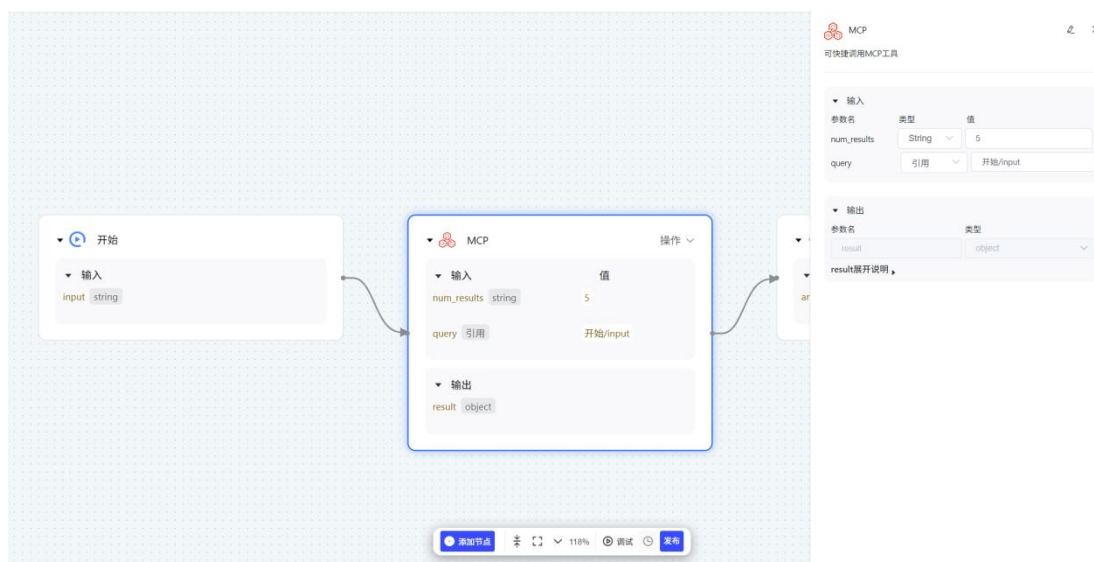 开始
输入
input string
MCP 操作
输入 值
num_results string 5
query 引用 开始/input
输出
result object
添加节点 118% 调试 发布
MCP
可快捷调用MCP工具
输入
参数名 类型 值
num_results String 5
query 引用 开始/input
输出
参数名 类型
result object
result展开说明